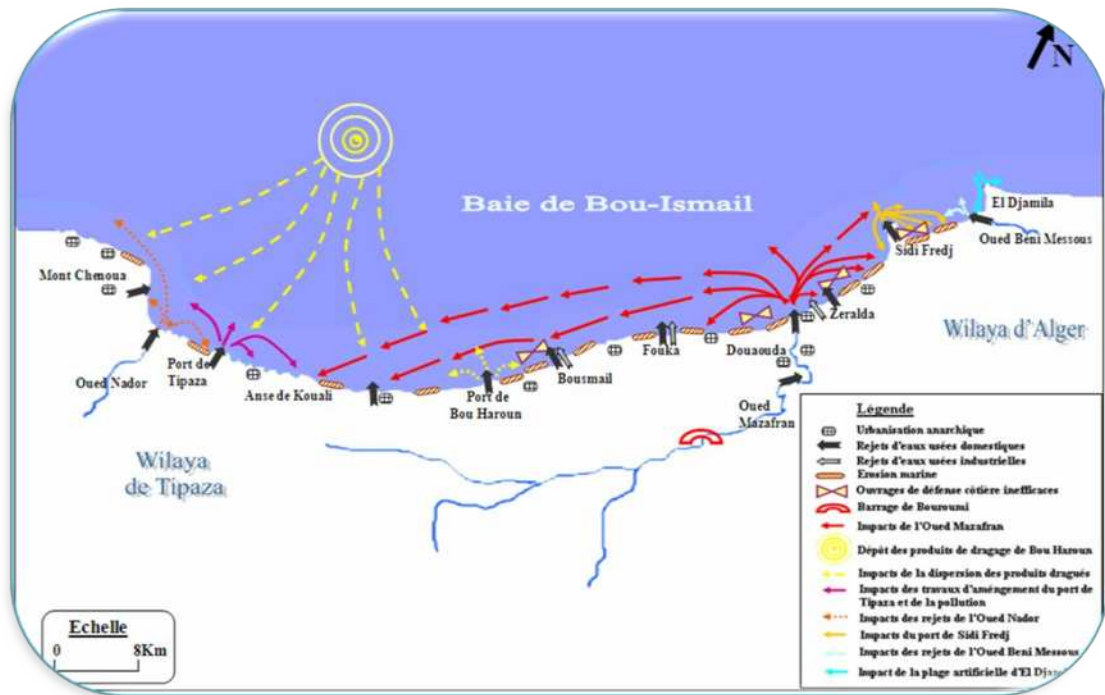 N
Baie de Bou-Ismail
El Djamila
Oued Beni Messous
Sidi Fredj
Mont Chenoua
Zeralda
Wilaya d'Alger
Fouka
Douaouda
Port de
Tipaza
Oued Nador
Anse de Kouali
Bousmail
Port de
Bou Haroun
Oued
Mazafran
Wilaya
de Tipaza
Légende
Urbanisation anarchique
Rejets d'eaux usées domestiques
Rejets d'eaux usées industrielles
Erosion marine
Ouvrages de défense côtière inefficaces
Barrage de Bouroumi
Impacts de l'Oued Mazafran
Dépôt des produits de dragage de Bou Haroun
Impacts de la dispersion des produits dragués
Impacts des travaux d'améngement du port de
Tipaza et de la pollution
Impacts des rejets de l'Oued Nador
Impacts du port de Sidi Fredj
Impacts des rejets de l'Oued Beni Messous
Impact de la plage artificielle d'El
Echelle
0 8Km